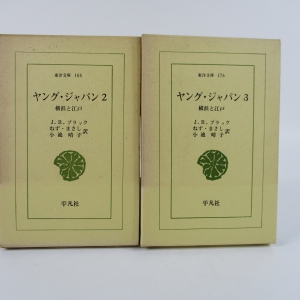 東洋文庫 166
ヤング・ジャパン 2
横浜と江戸
J. R. ブラック
ねず・まさし
小池晴子 訳
平凡社
東洋文庫 176
ヤング・ジャパン 3
横浜と江戸
J. R. ブラック
ねず・まさし
小池晴子 訳
平凡社